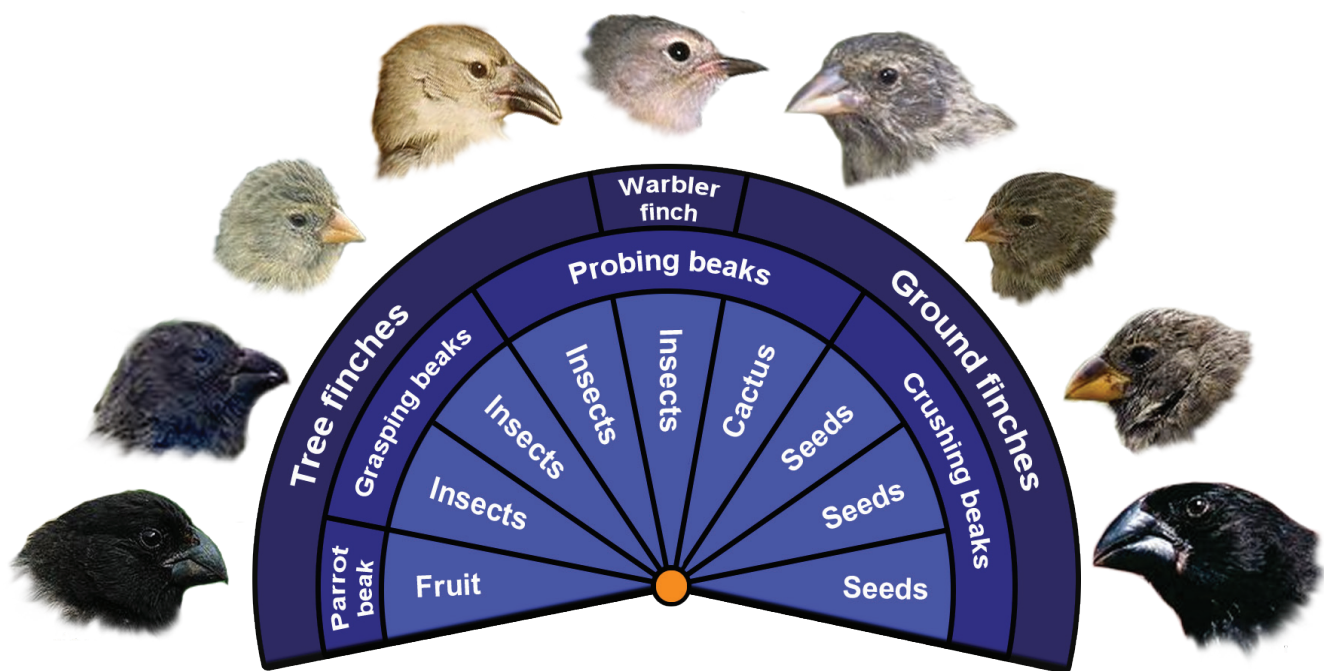 Warbler
finch
Probing beaks
Tree finches
Ground finches
Grasping beaks
Crushing beaks
Parrot
beak
Fruit
Insects
Insects
Insects
Insects
Cactus
Seeds
Seeds
Seeds